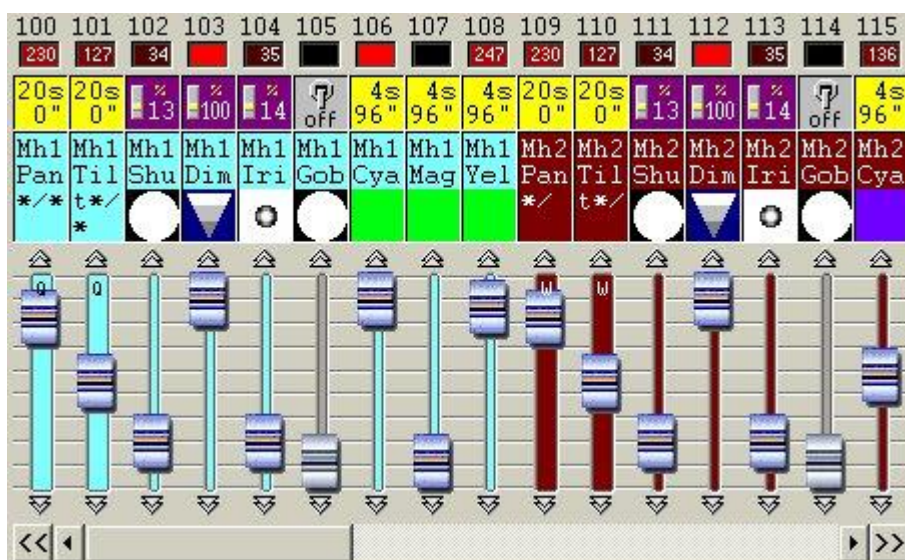 100 101 102 103 104 105 106 107 108 109 110 111 112 113 114 115
230 127 34 35 247 230 127 34 35 136
20s 20s % % % 4s 4s 4s 20s 20s % % % 4s
0" 0" 13 100 14 off 96" 96" 96" 0" 0" 13 100 14 off 96"
Mh1 Mh1 Mh1 Mh1 Mh1 Mh1 Mh1 Mh1 Mh1 Mh2 Mh2 Mh2 Mh2 Mh2 Mh2 Mh2
Pan Til Shu Dim Iri Gob Cya Mag Yel Pan Til Shu Dim Iri Gob Cya
*/* t*/ */ t*/
*
Q Q W W
<< >>